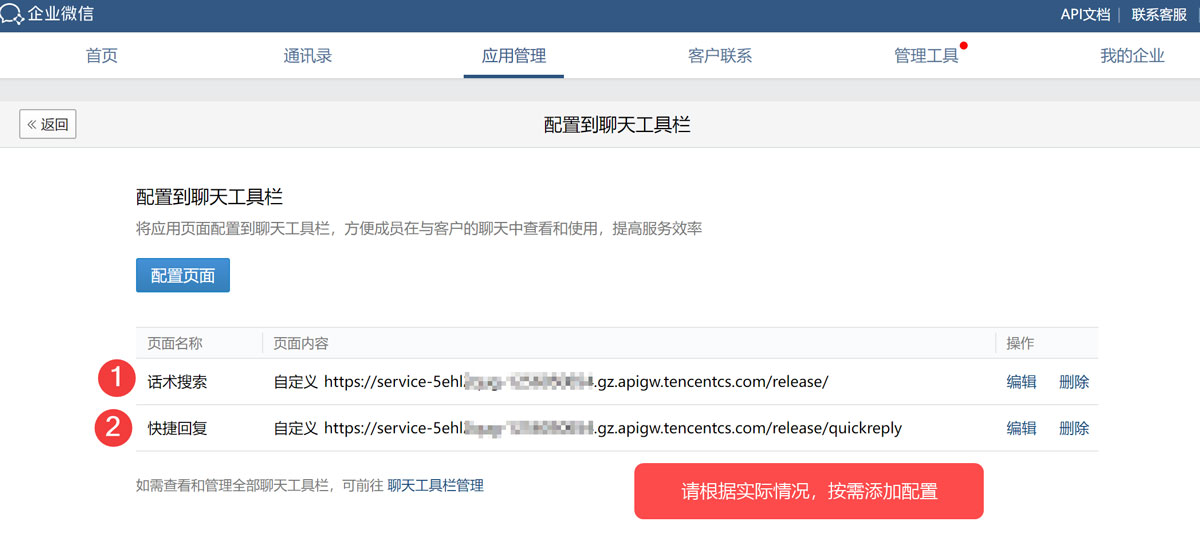 企业微信
API文档 | 联系客服
首页 通讯录 应用管理 客户联系 管理工具 我的企业
« 返回 配置到聊天工具栏
配置到聊天工具栏
将应用页面配置到聊天工具栏，方便成员在与客户的聊天中查看和使用，提高服务效率
配置页面
页面名称 页面内容 操作
1 话术搜索 自定义 https://service-5ehl .gz.apigw.tencentcs.com/release/ 编辑 删除
2 快捷回复 自定义 https://service-5ehl .gz.apigw.tencentcs.com/release/quickreply 编辑 删除
如需查看和管理全部聊天工具栏，可前往 聊天工具栏管理
请根据实际情况，按需添加配置